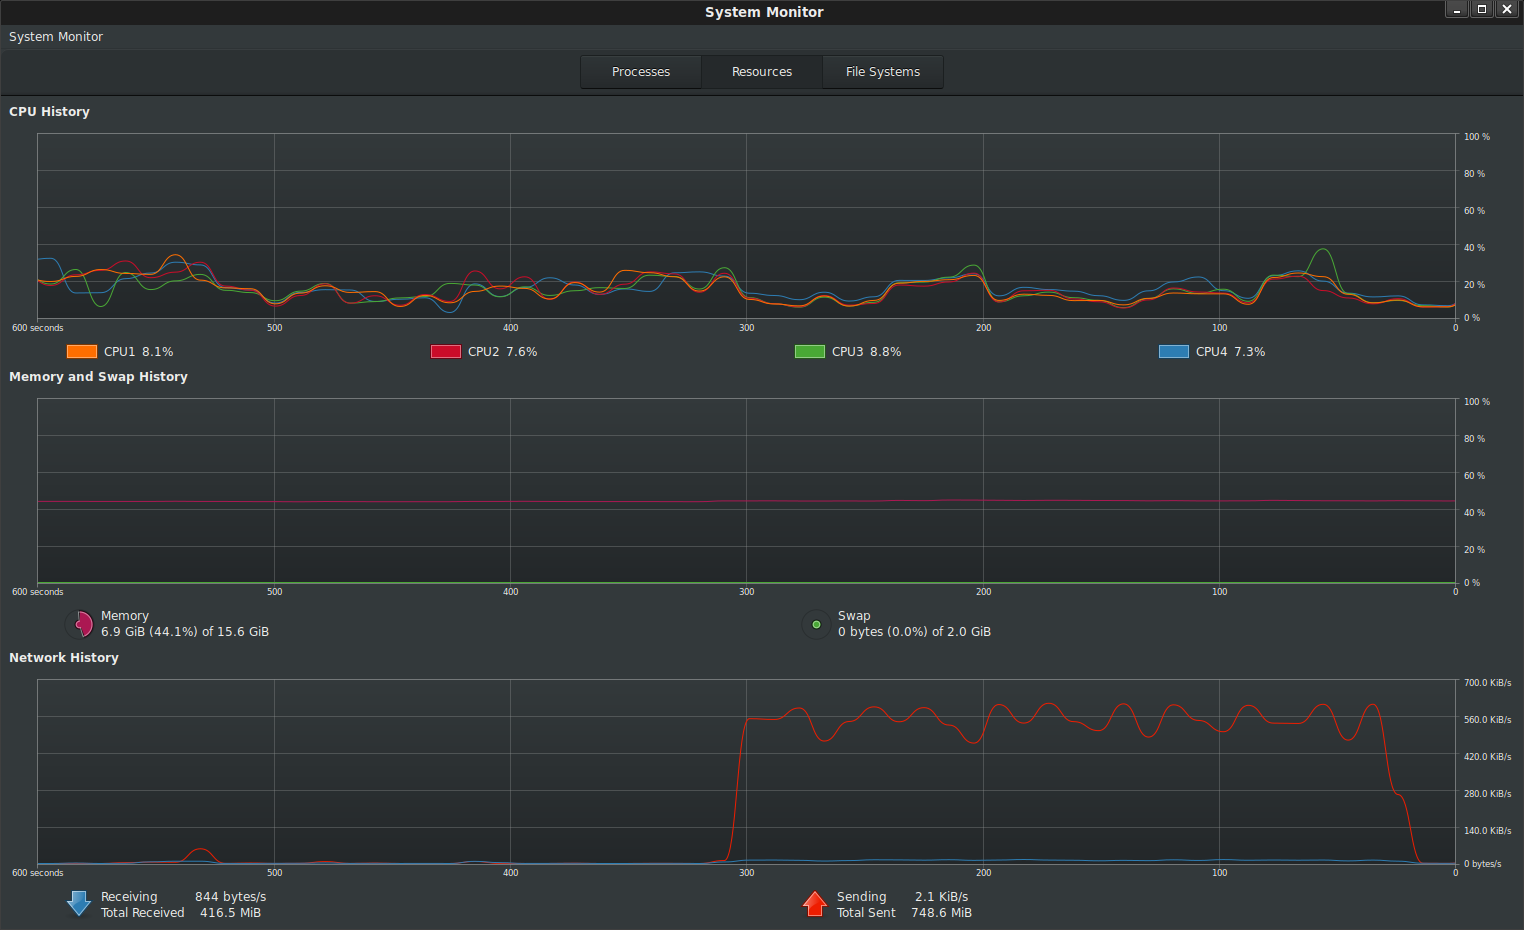 System Monitor
System Monitor
Processes Resources File Systems
CPU History
100 %
80 %
60 %
40 %
20 %
0 %
600 seconds 500 400 300 200 100 0
CPU1 8.1% CPU2 7.6% CPU3 8.8% CPU4 7.3%
Memory and Swap History
100 %
80 %
60 %
40 %
20 %
0 %
600 seconds 500 400 300 200 100 0
Memory Swap
6.9 GiB (44.1%) of 15.6 GiB 0 bytes (0.0%) of 2.0 GiB
Network History
700.0 KiB/s
560.0 KiB/s
420.0 KiB/s
280.0 KiB/s
140.0 KiB/s
0 bytes/s
600 seconds 500 400 300 200 100 0
Receiving 844 bytes/s Sending 2.1 KiB/s
Total Received 416.5 MiB Total Sent 748.6 MiB